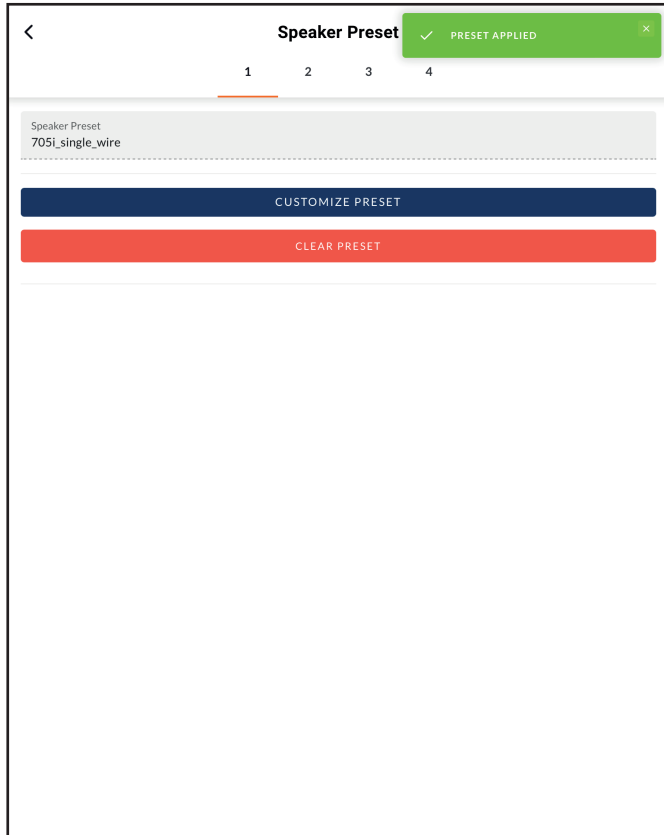 Speaker Preset
PRESET APPLIED
1 2 3 4
Speaker Preset
705i_single_wire
CUSTOMIZE PRESET
CLEAR PRESET